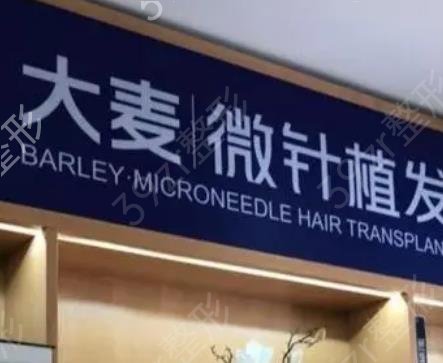 大麦 微针植发
BARLEY·MICRONEEDLE HAIR TRANSPLAN